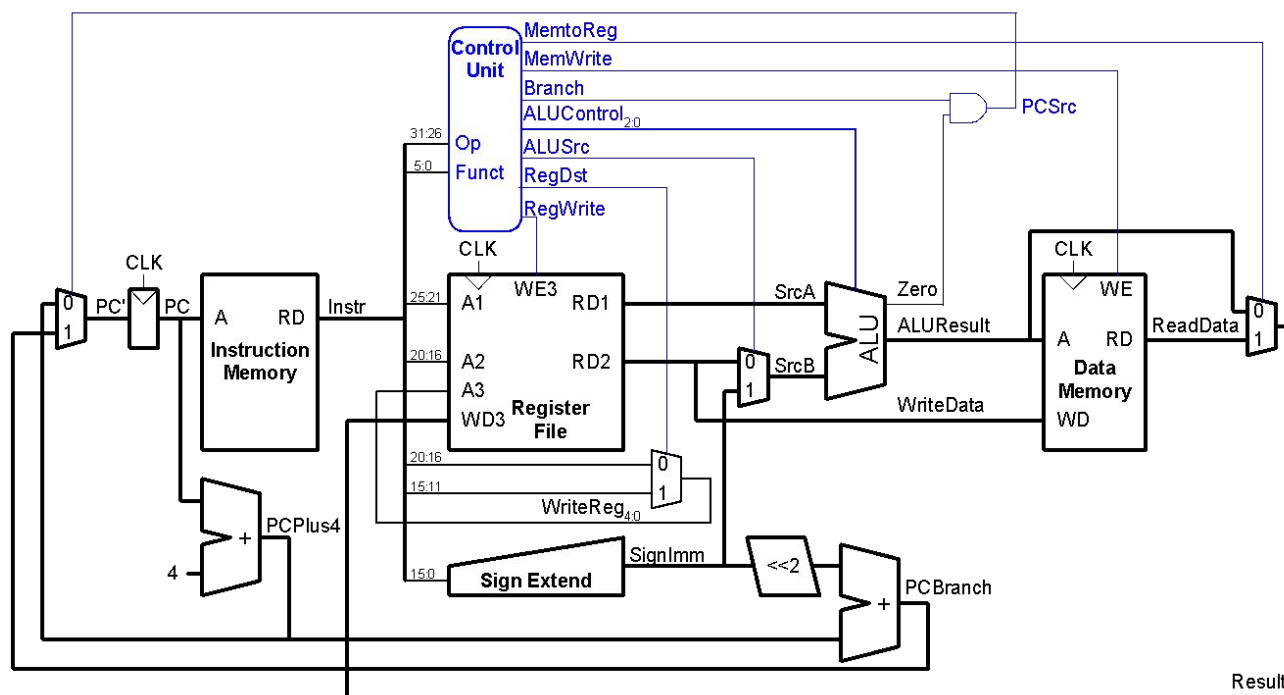 MemtoReg
Control Unit
MemWrite
Branch
PCSrc
ALUControl2:0
31:26
Op
ALUSrc
5:0
Funct
RegDst
RegWrite
CLK
CLK
CLK
0
1
PC'
PC
A
RD
Instruction Memory
Instr
25:21
A1
WE3
RD1
SrcA
Zero
WE
0
1
20:16
A2
RD2
0
1
SrcB
ALU
ALUResult
A
RD
ReadData
Data Memory
A3
WD3
Register File
WriteData
WD
20:16
0
15:11
1
WriteReg4:0
PCPlus4
+
4
15:0
Sign Extend
SignImm
<<2
+
PCBranch
Result